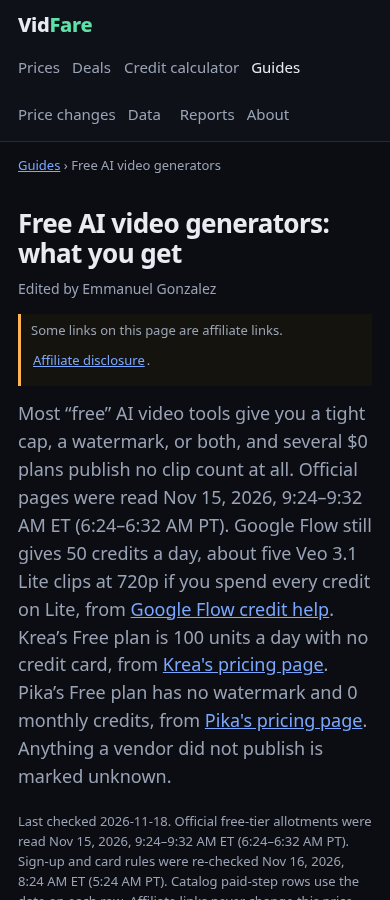 VidFare
Prices Deals Credit calculator Guides
Price changes Data Reports About
Guides › Free AI video generators
Free AI video generators:
what you get
Edited by Emmanuel Gonzalez
Some links on this page are affiliate links.
Affiliate disclosure.
Most “free” AI video tools give you a tight
cap, a watermark, or both, and several $0
plans publish no clip count at all. Official
pages were read Nov 15, 2026, 9:24–9:32
AM ET (6:24–6:32 AM PT). Google Flow still
gives 50 credits a day, about five Veo 3.1
Lite clips at 720p if you spend every credit
on Lite, from Google Flow credit help.
Krea’s Free plan is 100 units a day with no
credit card, from Krea's pricing page.
Pika’s Free plan has no watermark and 0
monthly credits, from Pika's pricing page.
Anything a vendor did not publish is
marked unknown.
Last checked 2026-11-18. Official free-tier allotments were
read Nov 15, 2026, 9:24–9:32 AM ET (6:24–6:32 AM PT).
Sign-up and card rules were re-checked Nov 16, 2026,
8:24 AM ET (5:24 AM PT). Catalog paid-step rows use the
date on each row. Affiliate links never change this price